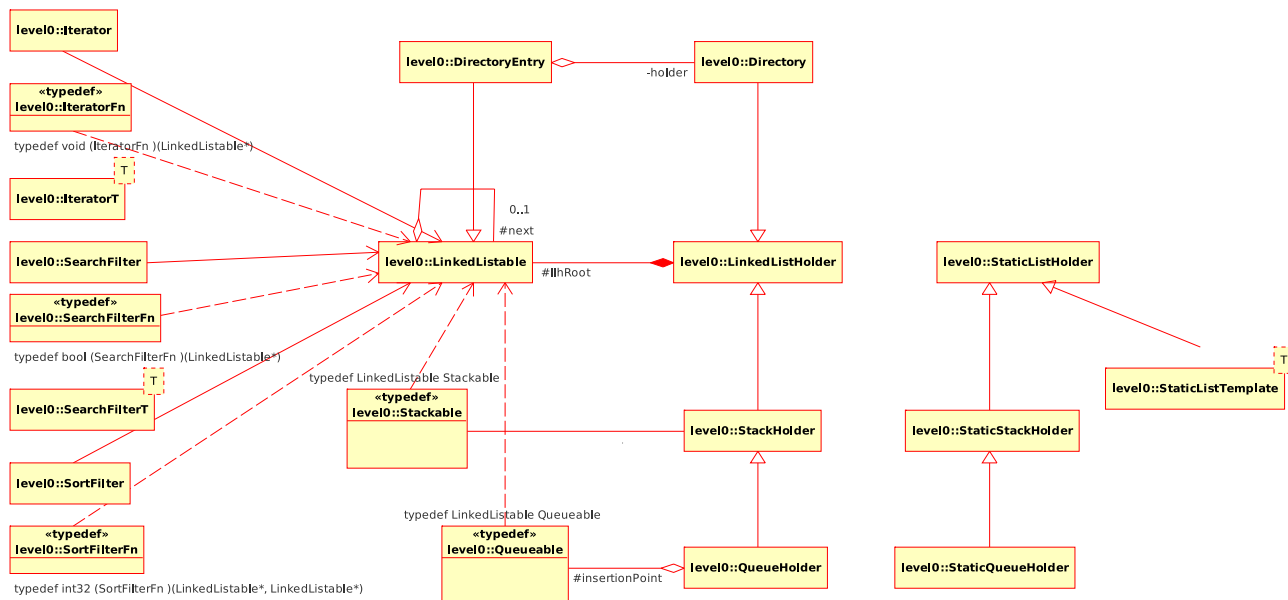 level0::Iterator
level0::DirectoryEntry
level0::Directory
-holder
«typedef»
level0::IteratorFn
typedef void (IteratorFn )(LinkedListable*)
T
level0::IteratorT
0..1
#next
level0::SearchFilter
level0::LinkedListable
#llhRoot
level0::LinkedListHolder
level0::StaticListHolder
«typedef»
level0::SearchFilterFn
typedef bool (SearchFilterFn )(LinkedListable*)
T
level0::StaticListTemplate
T
level0::SearchFilterT
typedef LinkedListable Stackable
«typedef»
level0::Stackable
level0::StackHolder
level0::StaticStackHolder
level0::SortFilter
typedef LinkedListable Queueable
«typedef»
level0::SortFilterFn
«typedef»
level0::Queueable
#insertionPoint
level0::QueueHolder
level0::StaticQueueHolder
typedef int32 (SortFilterFn )(LinkedListable*, LinkedListable*)